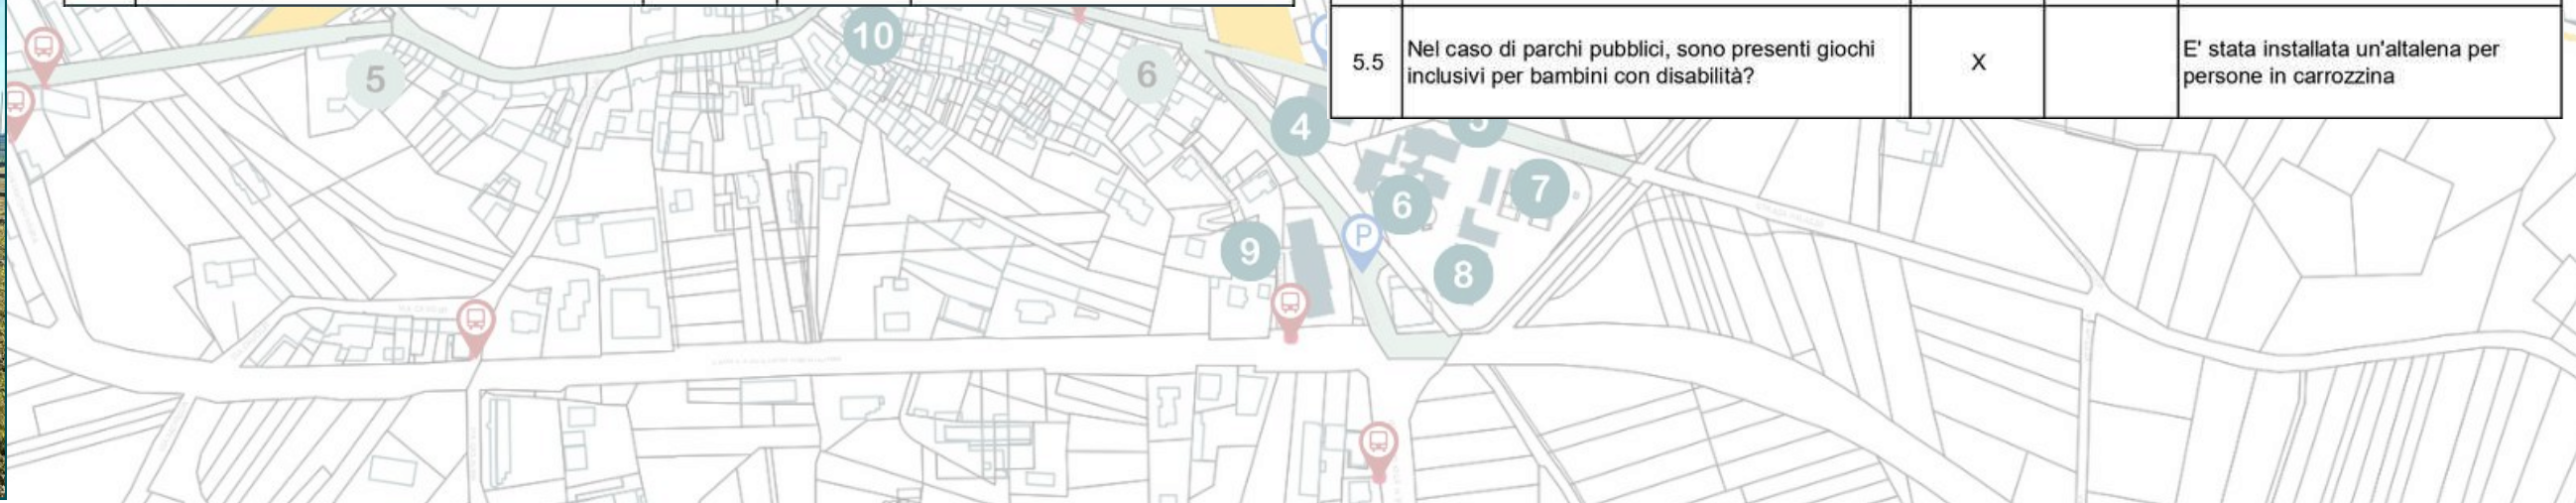 10
5
6
5.5
Nel caso di parchi pubblici, sono presenti giochi
inclusivi per bambini con disabilità?
X
E' stata installata un'altalena per
persone in carrozzina
4
5
6
7
P
9
8